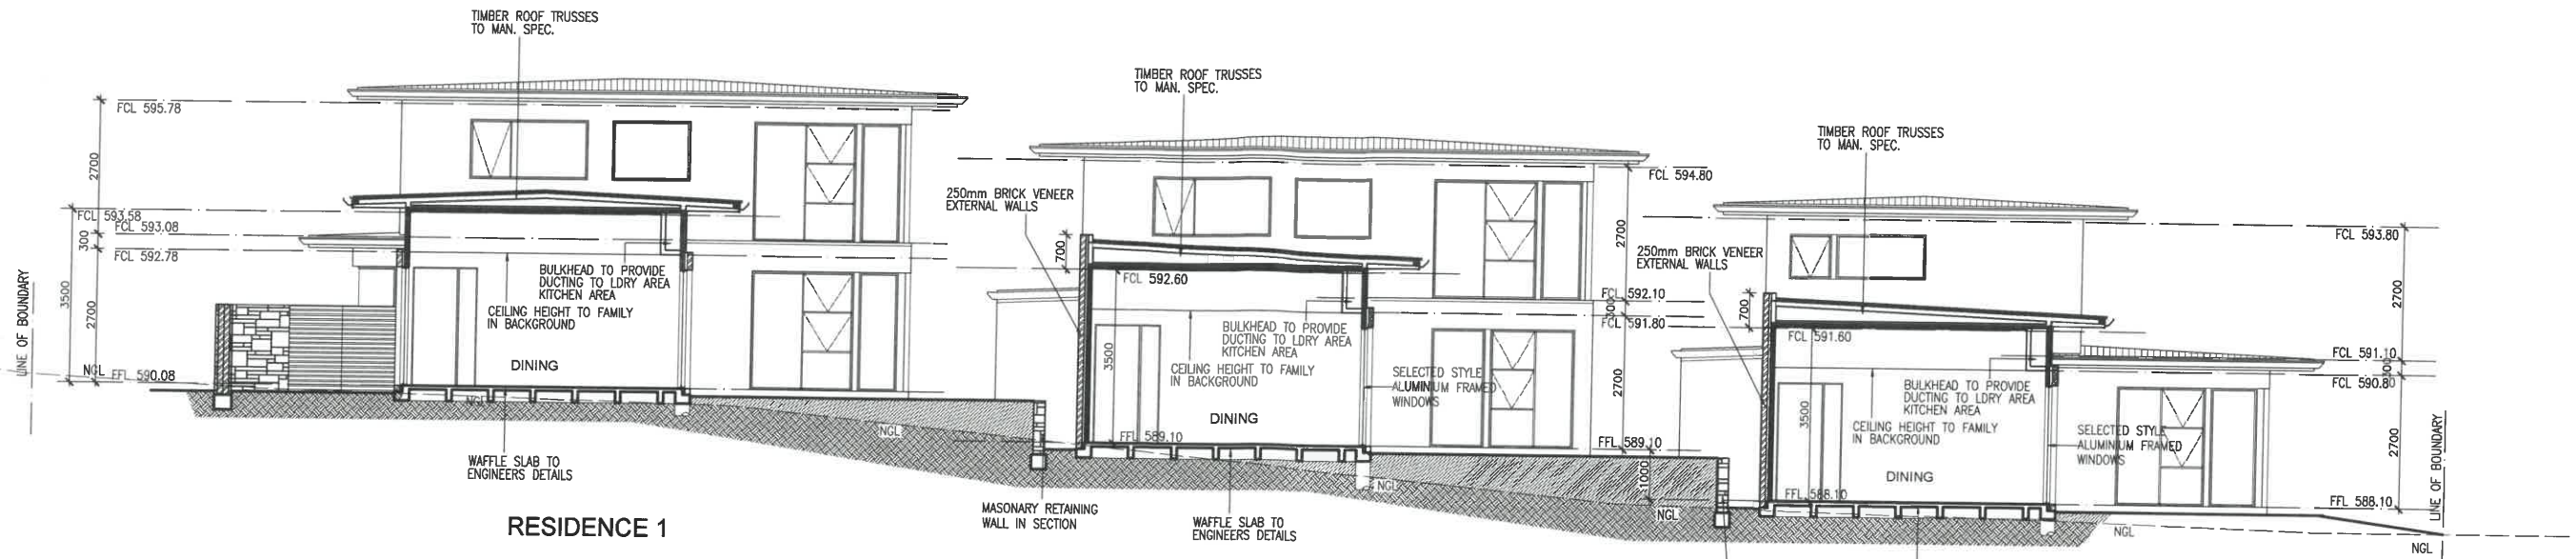 TIMBER ROOF TRUSSES
TO MAN. SPEC.
FCL 595.78
2700
FCL 593.58
FCL 593.08
300
FCL 592.78
3500
2700
LINE OF BOUNDARY
NGL
FFL 590.08
BULKHEAD TO PROVIDE
DUCTING TO LDRY AREA
KITCHEN AREA
CEILING HEIGHT TO FAMILY
IN BACKGROUND
DINING
NGL
NGL
WAFFLE SLAB TO
ENGINEERS DETAILS
RESIDENCE 1
TIMBER ROOF TRUSSES
TO MAN. SPEC.
250mm BRICK VENEER
EXTERNAL WALLS
700
FCL 592.60
3500
BULKHEAD TO PROVIDE
DUCTING TO LDRY AREA
KITCHEN AREA
CEILING HEIGHT TO FAMILY
IN BACKGROUND
DINING
FFL 589.10
SELECTED STYLE
ALUMINIUM FRAMED
WINDOWS
FCL 594.80
2700
FCL 592.10
300
FCL 591.80
2700
FFL 589.10
1000
NGL
NGL
MASONARY RETAINING
WALL IN SECTION
WAFFLE SLAB TO
ENGINEERS DETAILS
TIMBER ROOF TRUSSES
TO MAN. SPEC.
250mm BRICK VENEER
EXTERNAL WALLS
700
FCL 591.60
3500
BULKHEAD TO PROVIDE
DUCTING TO LDRY AREA
KITCHEN AREA
CEILING HEIGHT TO FAMILY
IN BACKGROUND
DINING
FFL 588.10
SELECTED STYLE
ALUMINIUM FRAMED
WINDOWS
FCL 593.80
2700
FCL 591.10
300
FCL 590.80
2700
FFL 588.10
LINE OF BOUNDARY
NGL
NGL